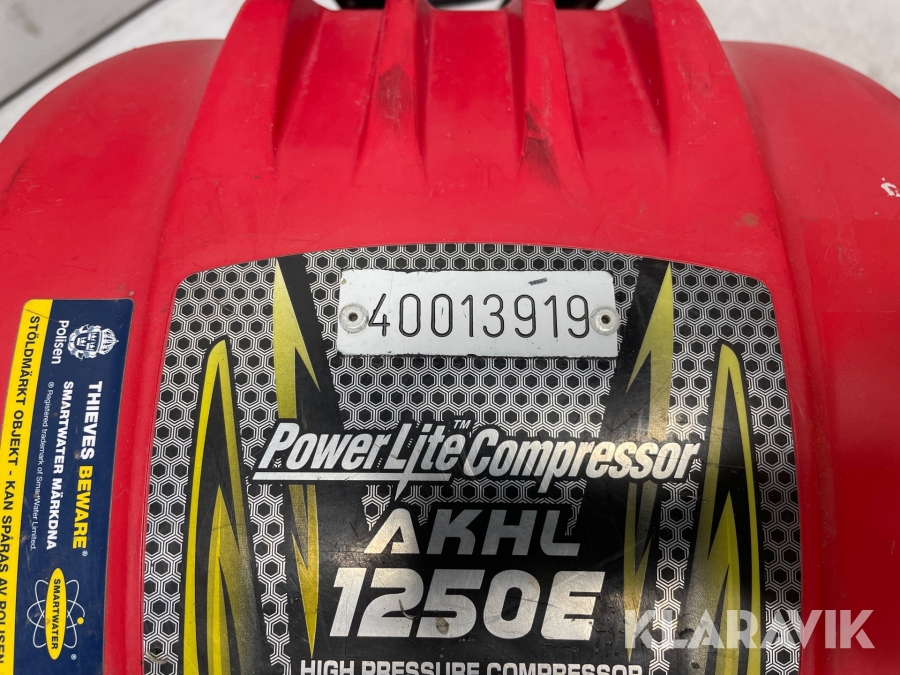 40013919
PowerLite™ Compressor
AKHL
1250E
HIGH PRESSURE COMPRESSOR
Polisen
THIEVES BEWARE®
SMARTWATER MÄRKDNA
® Registered trademark of SmartWater Limited.
SMARTWATER
STÖLDMÄRKT OBJEKT - KAN SPÅRAS AV POLISEN
KLARAVIK